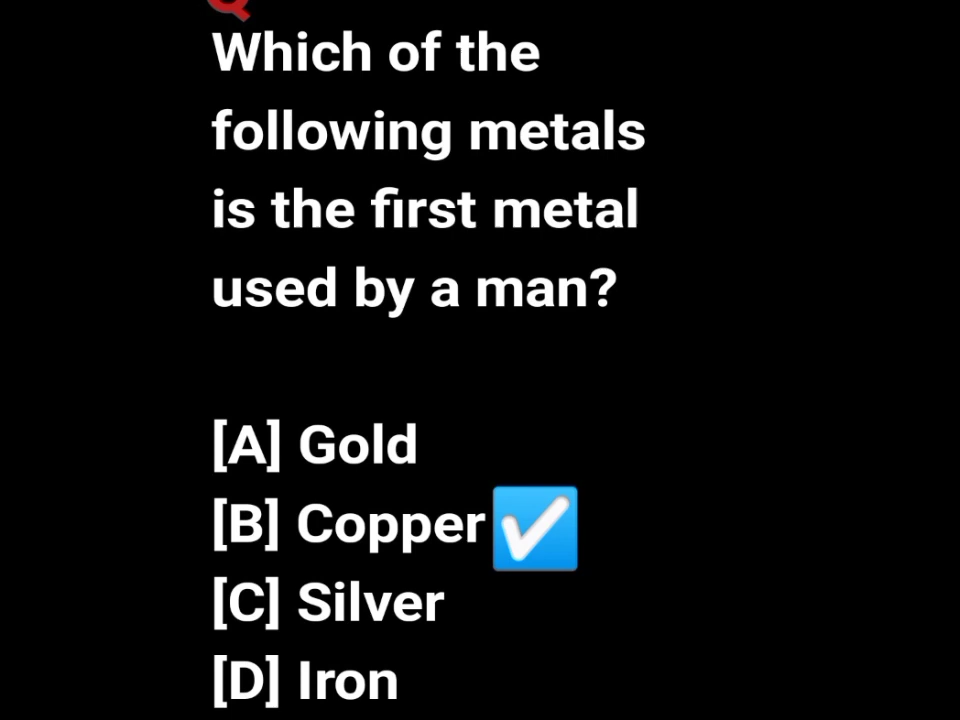 Q
Which of the
following metals
is the first metal
used by a man?
[A] Gold
[B] Copper
[C] Silver
[D] Iron